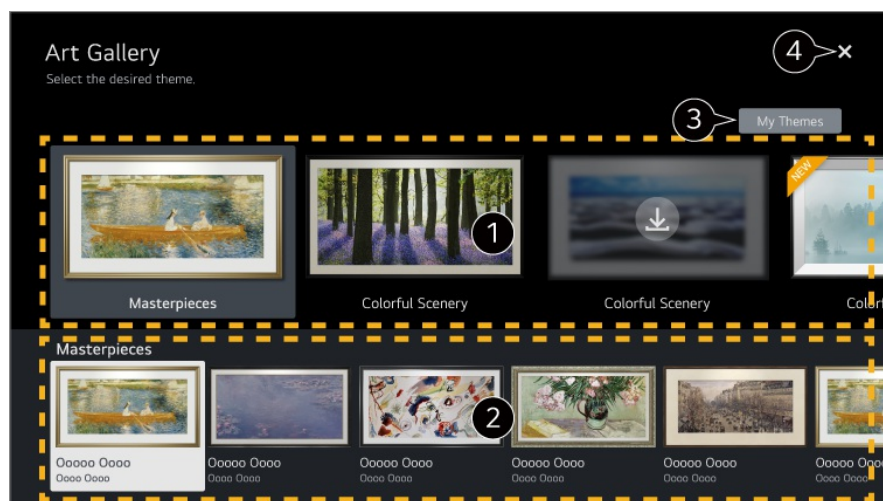 Art Gallery
Select the desired theme.
4
3
My Themes
NEW
1
Masterpieces
Colorful Scenery
Colorful Scenery
Masterpieces
2
Ooooo Oooo
Ooooo Oooo
Ooooo Oooo
Ooooo Oooo
Ooooo Oooo
Oooo Oooo
Oooo Oooo
Oooo Oooo
Oooo Oooo
Oooo Oooo
Oooo Oooo